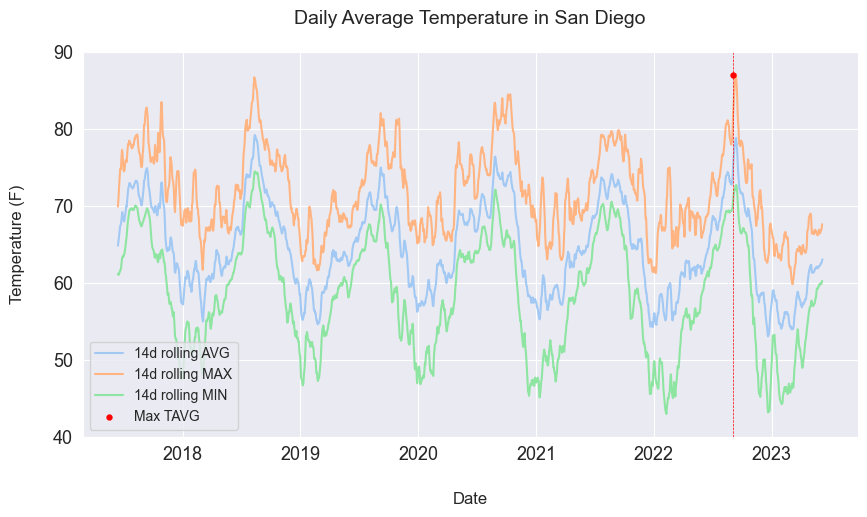 Daily Average Temperature in San Diego
Temperature (F)
90
80
70
60
50
40
14d rolling AVG
14d rolling MAX
14d rolling MIN
Max TAVG
2018 2019 2020 2021 2022 2023
Date